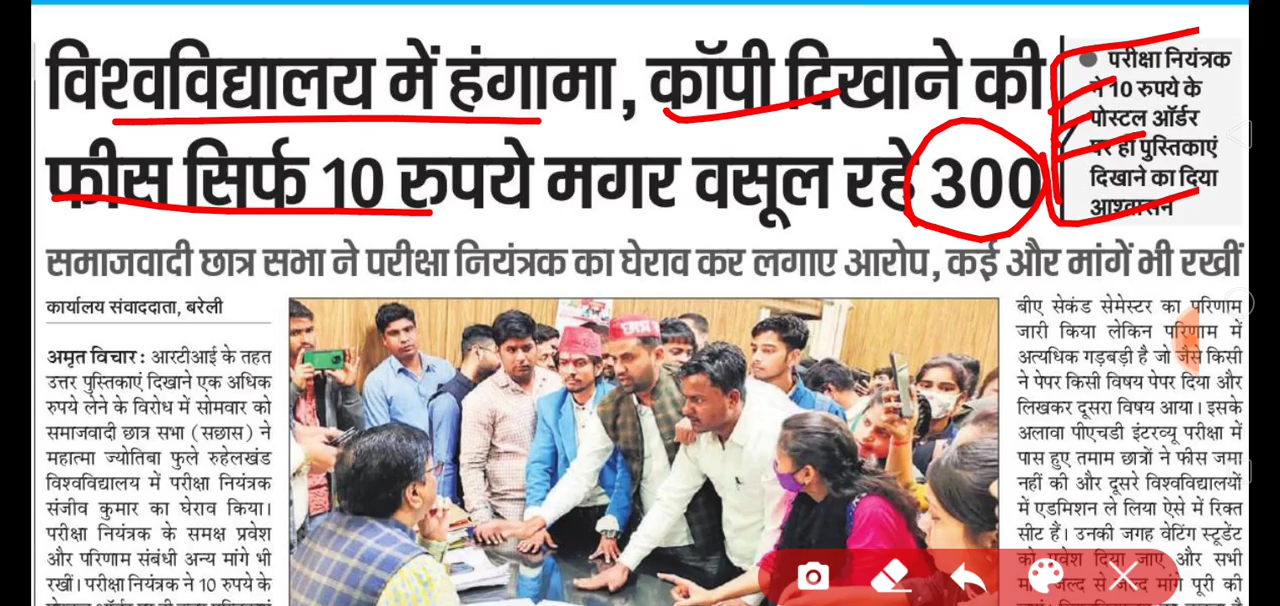 विश्वविद्यालय में हंगामा, कॉपी दिखाने की
फीस सिर्फ 10 रुपये मगर वसूल रहे 300
परीक्षा नियंत्रक
ने 10 रुपये के
पोस्टल ऑर्डर
पर ही पुस्तिकाएं
दिखाने का दिया
आश्वासन
समाजवादी छात्र सभा ने परीक्षा नियंत्रक का घेराव कर लगाए आरोप, कई और मांगें भी रखीं
कार्यालय संवाददाता, बरेली
अमृत विचार : आरटीआई के तहत
उत्तर पुस्तिकाएं दिखाने एक अधिक
रुपये लेने के विरोध में सोमवार को
समाजवादी छात्र सभा (सछास) ने
महात्मा ज्योतिबा फुले रुहेलखंड
विश्वविद्यालय में परीक्षा नियंत्रक
संजीव कुमार का घेराव किया।
परीक्षा नियंत्रक के समक्ष प्रवेश
और परिणाम संबंधी अन्य मांगे भी
रखीं। परीक्षा नियंत्रक ने 10 रुपये के
बीए सेकंड सेमेस्टर का परिणाम
जारी किया लेकिन परिणाम में
अत्यधिक गड़बड़ी है जो जैसे किसी
ने पेपर किसी विषय पेपर दिया और
लिखकर दूसरा विषय आया। इसके
अलावा पीएचडी इंटरव्यू परीक्षा में
पास हुए तमाम छात्रों ने फीस जमा
नहीं की और दूसरे विश्वविद्यालयों
में एडमिशन ले लिया ऐसे में रिक्त
सीट हैं। उनकी जगह वेटिंग स्टूडेंट
को प्रवेश दिया जाए और सभी
जल्द से जल्द मांगे पूरी की